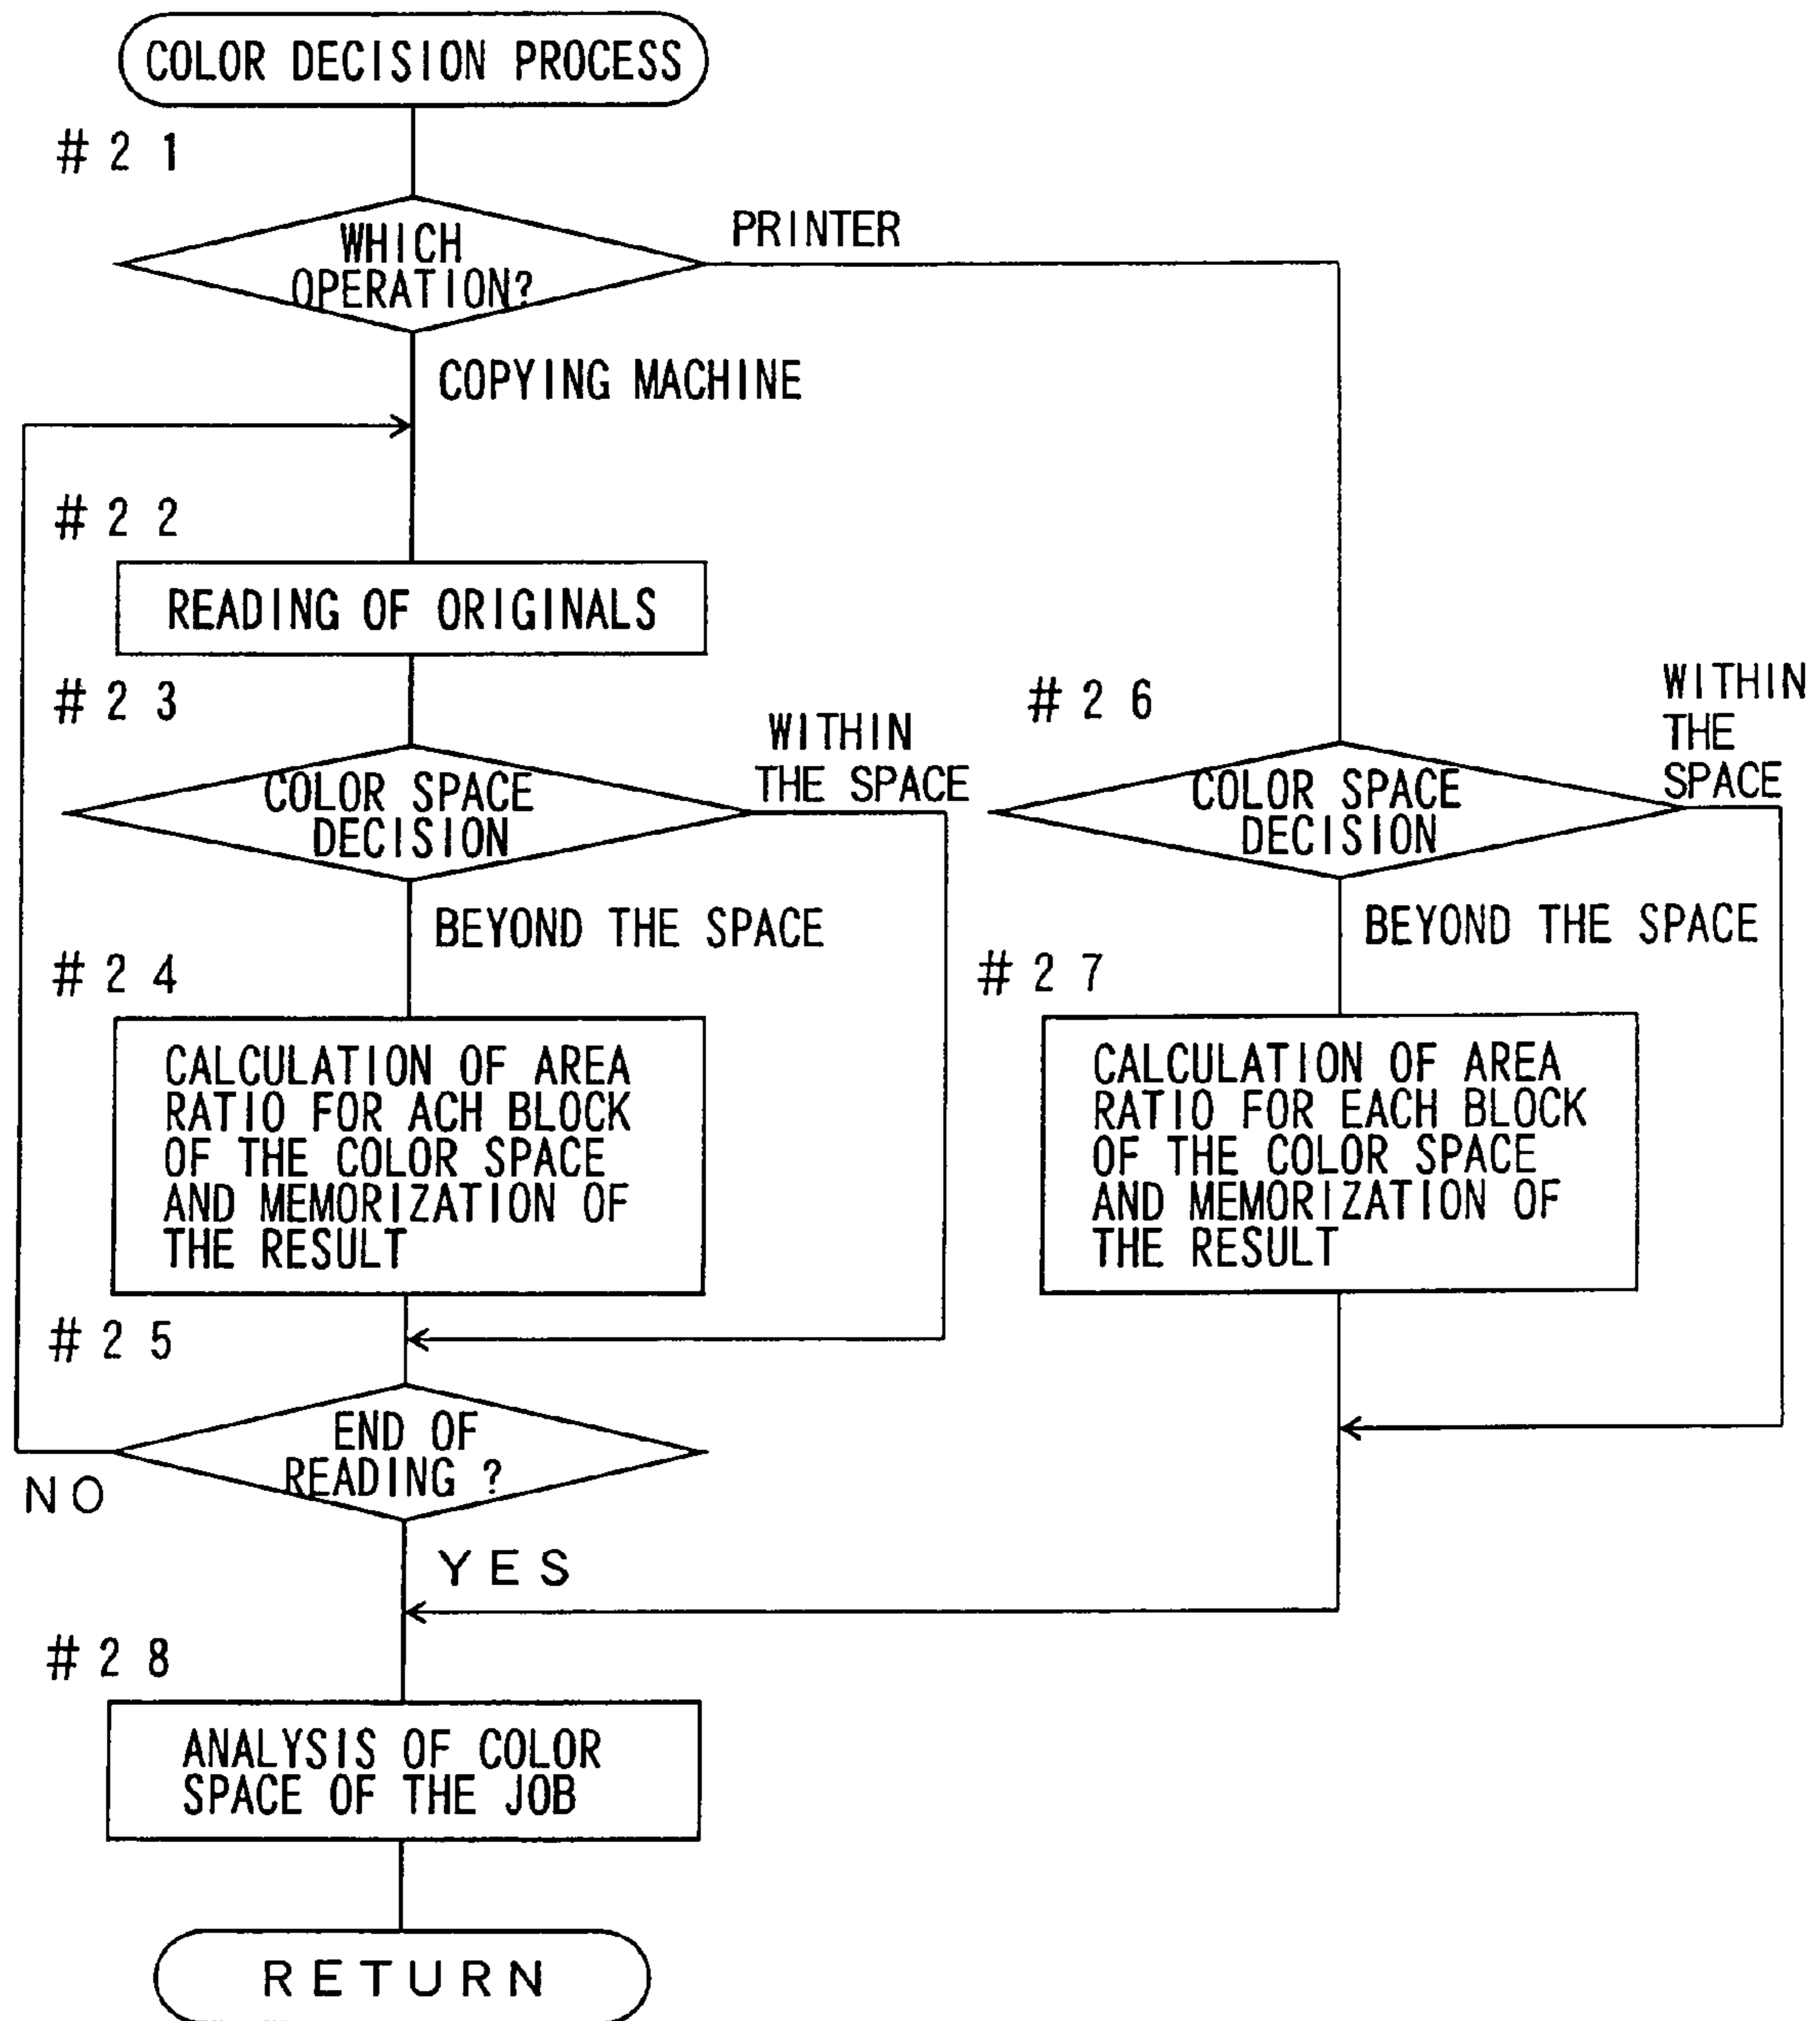 COLOR DECISION PROCESS
#21
WHICH
OPERATION?
PRINTER
COPYING MACHINE
#22
READING OF ORIGINALS
#23
COLOR SPACE
DECISION
WITHIN
THE SPACE
BEYOND THE SPACE
#24
CALCULATION OF AREA
RATIO FOR ACH BLOCK
OF THE COLOR SPACE
AND MEMORIZATION OF
THE RESULT
#25
END OF
READING ?
NO
YES
#26
COLOR SPACE
DECISION
WITHIN
THE
SPACE
BEYOND THE SPACE
#27
CALCULATION OF AREA
RATIO FOR EACH BLOCK
OF THE COLOR SPACE
AND MEMORIZATION OF
THE RESULT
#28
ANALYSIS OF COLOR
SPACE OF THE JOB
RETURN